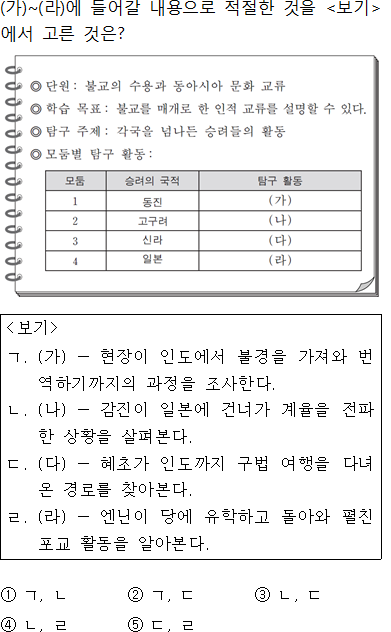 (가)~(라)에 들어갈 내용으로 적절한 것을 <보기>
에서 고른 것은?
◎ 단원 : 불교의 수용과 동아시아 문화 교류
◎ 학습 목표 : 불교를 매개로 한 인적 교류를 설명할 수 있다.
◎ 탐구 주제 : 각국을 넘나든 승려들의 활동
◎ 모둠별 탐구 활동 :
모둠 승려의 국적 탐구 활동
1 동진 (가)
2 고구려 (나)
3 신라 (다)
4 일본 (라)
<보기>
ㄱ. (가) － 현장이 인도에서 불경을 가져와 번
역하기까지의 과정을 조사한다.
ㄴ. (나) － 감진이 일본에 건너가 계율을 전파
한 상황을 살펴본다.
ㄷ. (다) － 혜초가 인도까지 구법 여행을 다녀
온 경로를 찾아본다.
ㄹ. (라) － 엔닌이 당에 유학하고 돌아와 펼친
포교 활동을 알아본다.
① ㄱ, ㄴ ② ㄱ, ㄷ ③ ㄴ, ㄷ
④ ㄴ, ㄹ ⑤ ㄷ, ㄹ